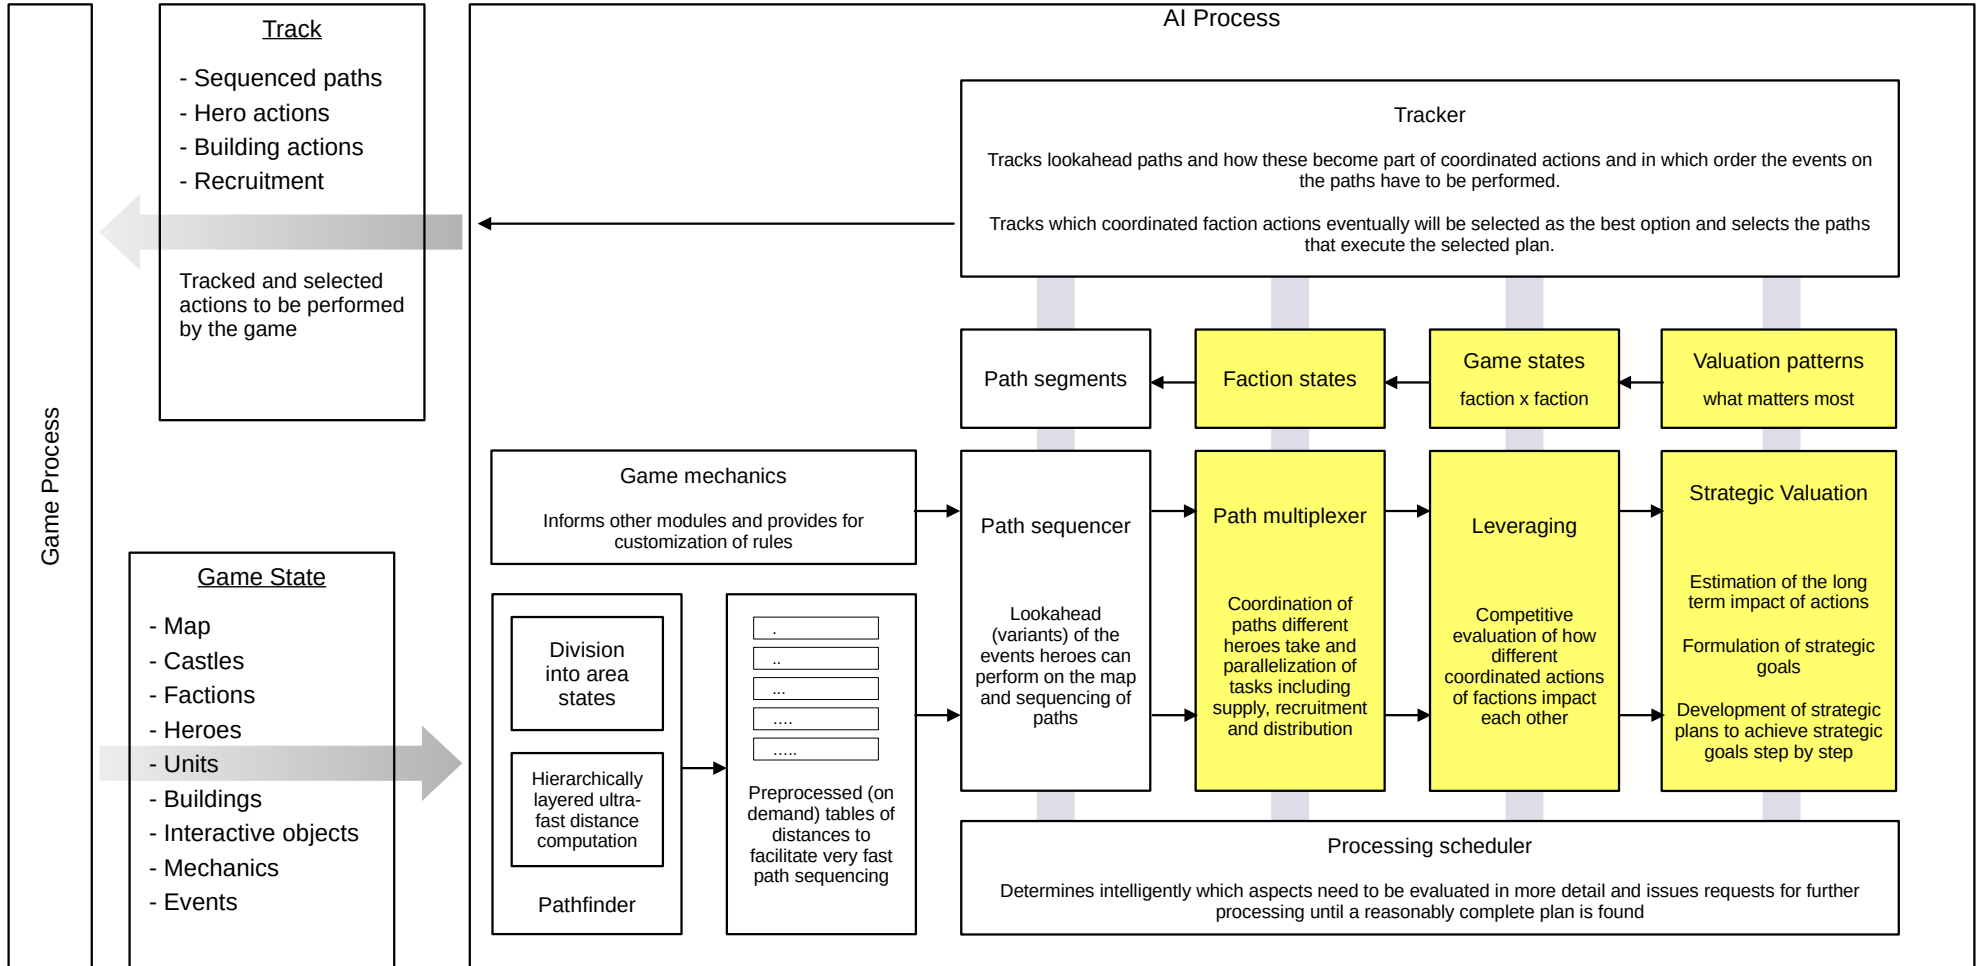 AI Process
Track
- Sequenced paths
- Hero actions
- Building actions
- Recruitment
Tracked and selected
actions to be performed
by the game
Game Process
Game State
- Map
- Castles
- Factions
- Heroes
- Units
- Buildings
- Interactive objects
- Mechanics
- Events
Tracker
Tracks lookahead paths and how these become part of coordinated actions and in which order the events on
the paths have to be performed.
Tracks which coordinated faction actions eventually will be selected as the best option and selects the paths
that execute the selected plan.
Path segments
Faction states
Game states
faction x faction
Valuation patterns
what matters most
Game mechanics
Informs other modules and provides for
customization of rules
Division
into area
states
Hierarchically
layered ultra-
fast distance
computation
Pathfinder
.
..
...
....
.....
Preprocessed (on
demand) tables of
distances to
facilitate very fast
path sequencing
Path sequencer
Lookahead
(variants) of the
events heroes can
perform on the map
and sequencing of
paths
Path multiplexer
Coordination of
paths different
heroes take and
parallelization of
tasks including
supply, recruitment
and distribution
Leveraging
Competitive
evaluation of how
different
coordinated actions
of factions impact
each other
Strategic Valuation
Estimation of the long
term impact of actions
Formulation of strategic
goals
Development of strategic
plans to achieve strategic
goals step by step
Processing scheduler
Determines intelligently which aspects need to be evaluated in more detail and issues requests for further
processing until a reasonably complete plan is found